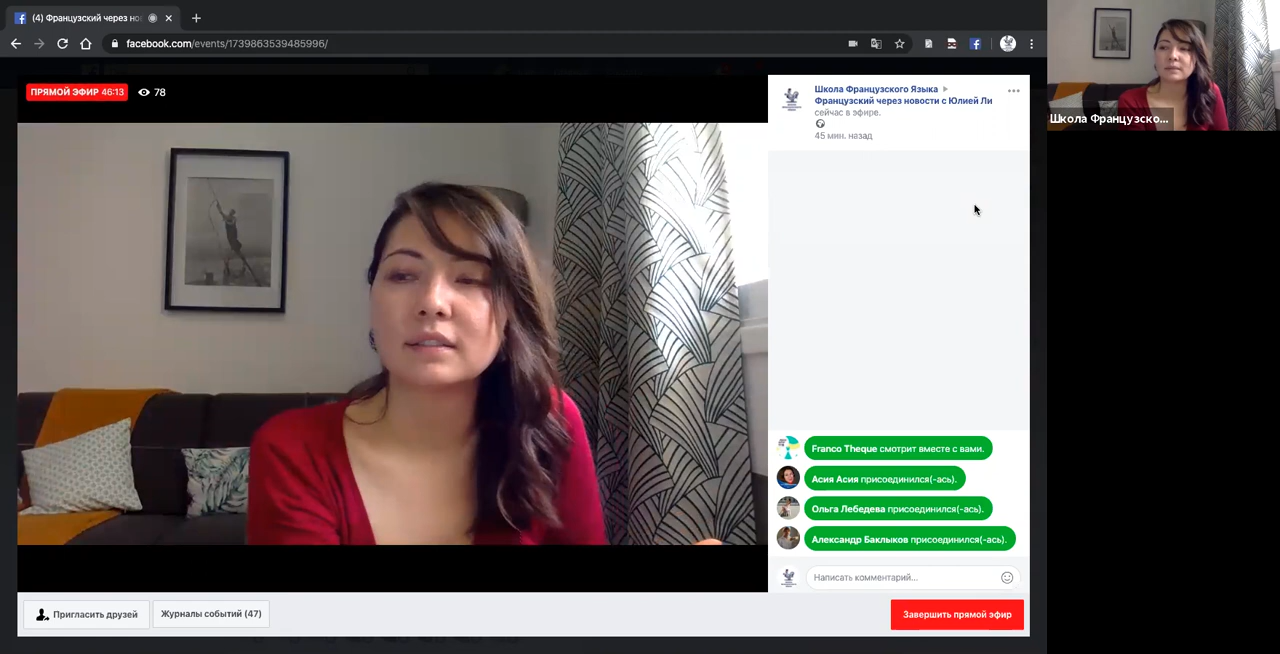 (4) Французский через но
facebook.com/events/1739863539485996/
ПРЯМОЙ ЭФИР 46:13
78
Школа Французского Языка
Французский через новости с Юлией Ли
сейчас в эфире.
45 мин. назад
Школа Французско...
Franco Theque смотрит вместе с вами.
Асия Асия присоединился(-ась).
Ольга Лебедева присоединился(-ась).
Александр Баклыков присоединился(-ась).
Написать комментарий...
Пригласить друзей
Журналы событий (47)
Завершить прямой эфир